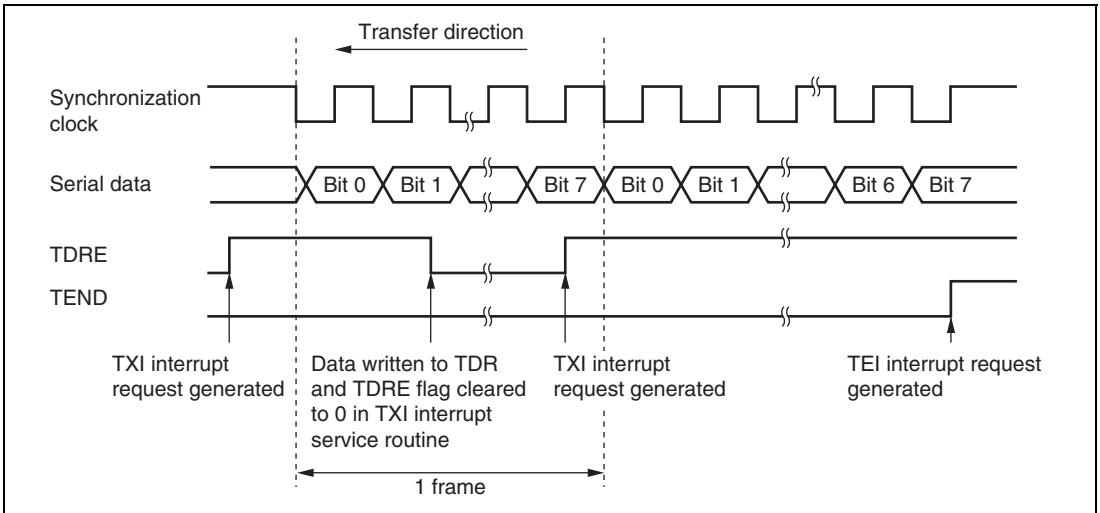 Transfer direction
Synchronization
clock
Serial data
Bit 0 Bit 1 Bit 7 Bit 0 Bit 1 Bit 6 Bit 7
TDRE
TEND
TXI interrupt
request generated
Data written to TDR
and TDRE flag cleared
to 0 in TXI interrupt
service routine
TXI interrupt
request generated
TEI interrupt request
generated
1 frame